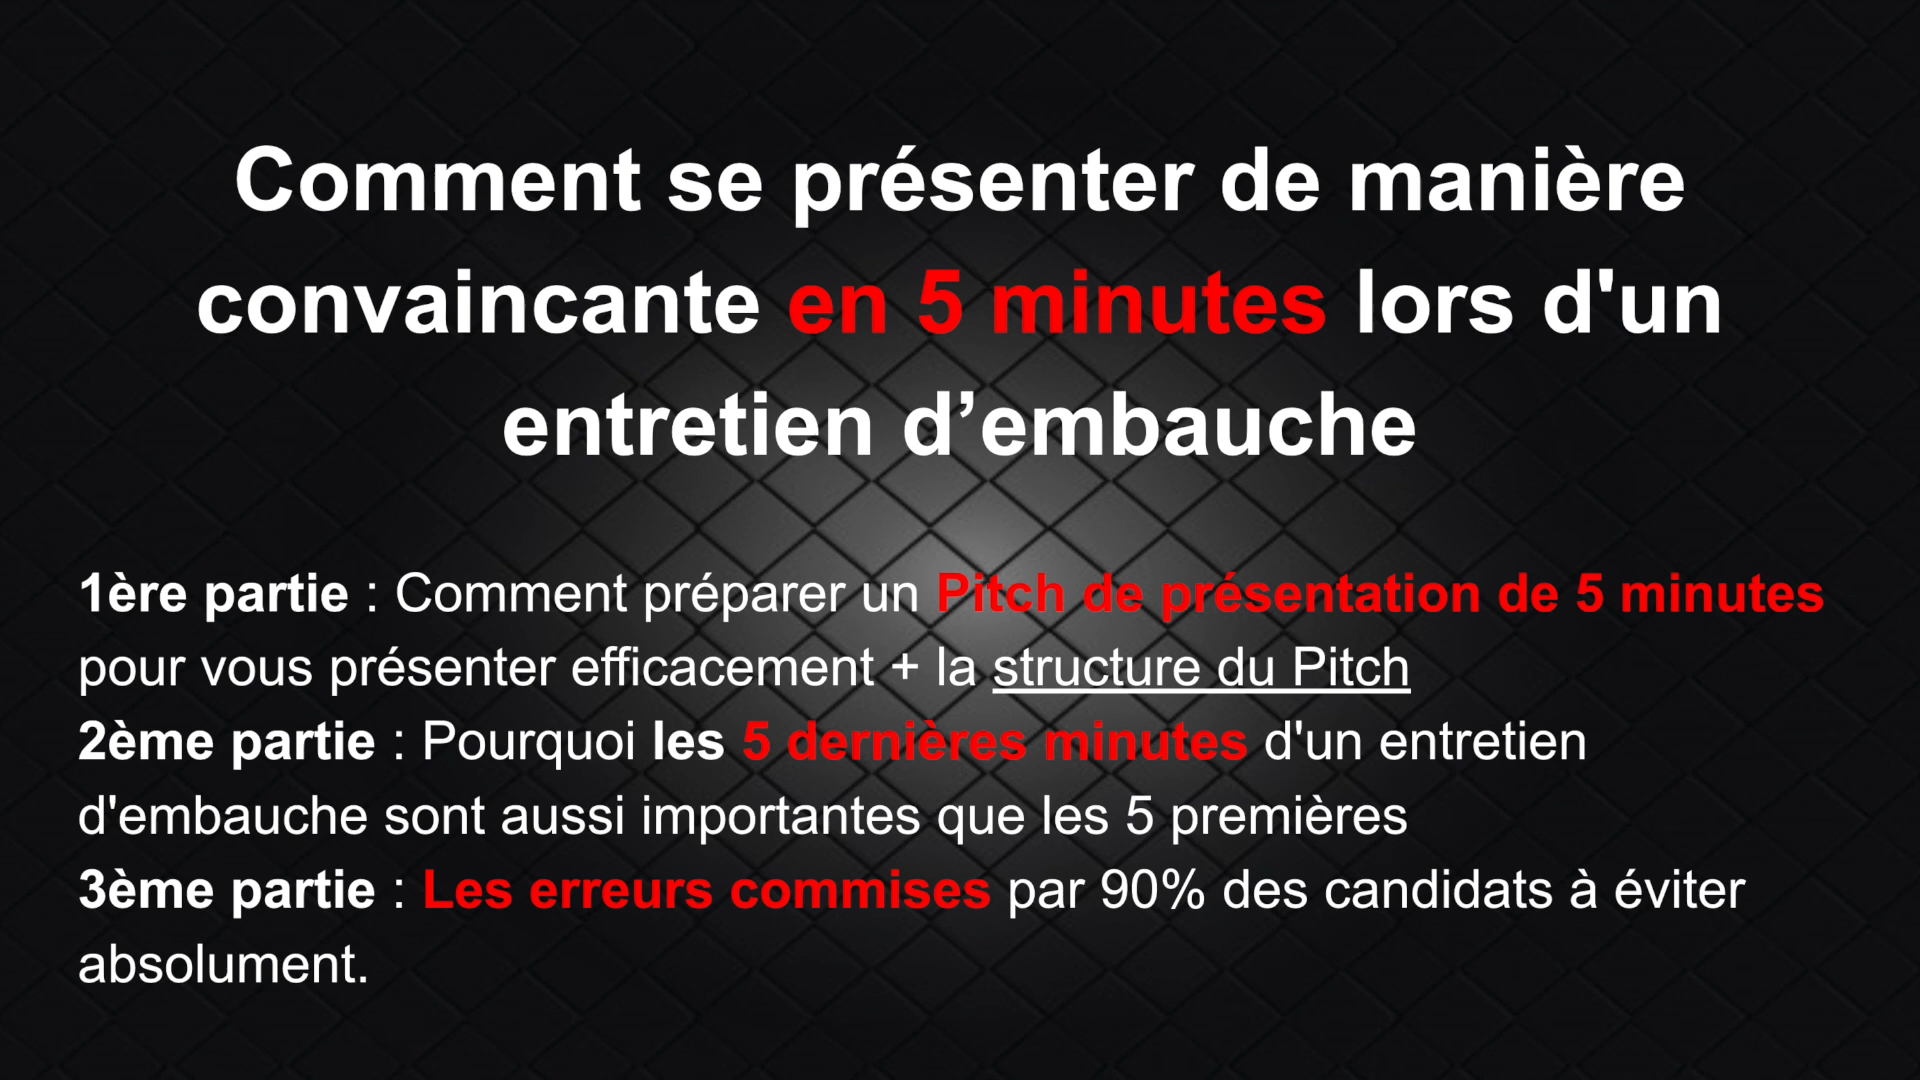 Comment se présenter de manière
convaincante en 5 minutes lors d'un
entretien d’embauche
1ère partie : Comment préparer un Pitch de présentation de 5 minutes
pour vous présenter efficacement + la structure du Pitch
2ème partie : Pourquoi les 5 dernières minutes d'un entretien
d'embauche sont aussi importantes que les 5 premières
3ème partie : Les erreurs commises par 90% des candidats à éviter
absolument.